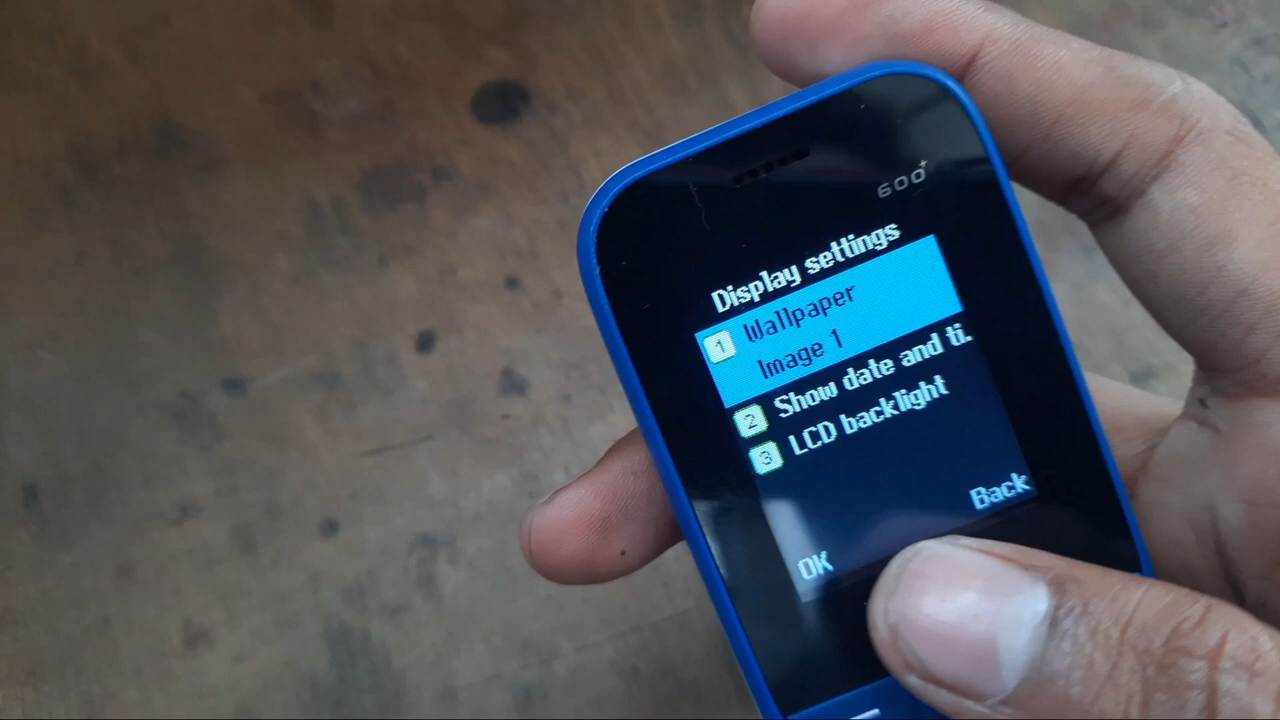 600+
Display settings
1 Wallpaper
Image 1
2 Show date and ti.
3 LCD backlight
Back
OK